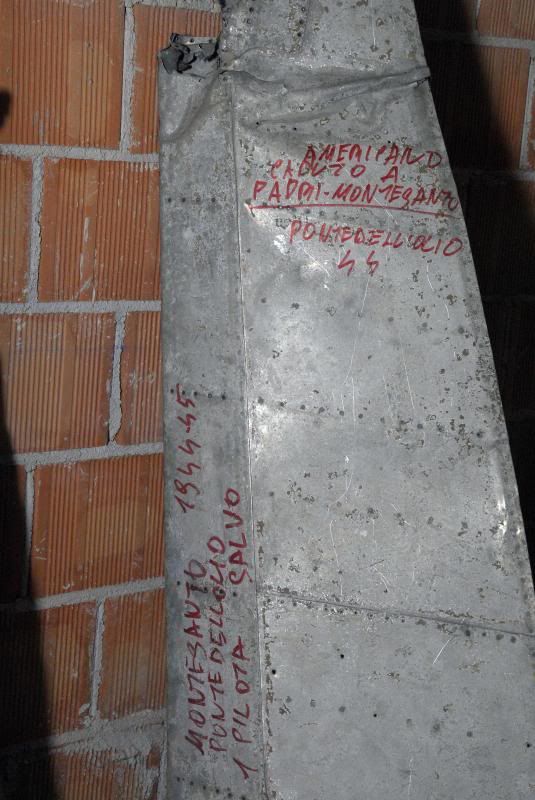 AMERICANO
CADUTO A
PADRI-MONTESANTO
PONTEDELLOLIO
44
MONTESANTO 1944-45
PONTEDELLOLIO
1 PILOTA SALVO